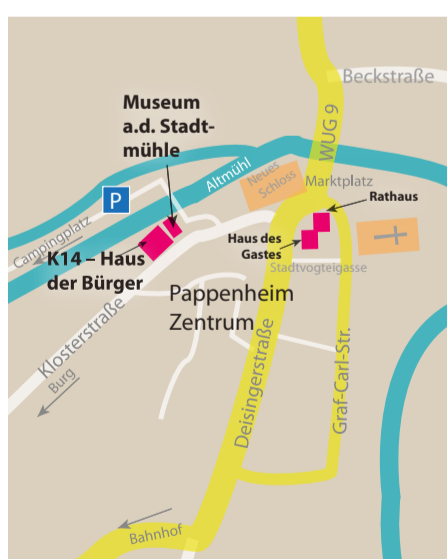 Beckstraße
Museum
a.d. Stadt-
mühle
WUG 9
Altmühl
Neues
Schloss
Marktplatz
P
Rathaus
Campingplatz
Haus des
Gastes
K14 – Haus
der Bürger
Stadtvogteigasse
Pappenheim
Zentrum
Klosterstraße
Burg
Deisingerstraße
Graf-Carl-Str.
Bahnhof